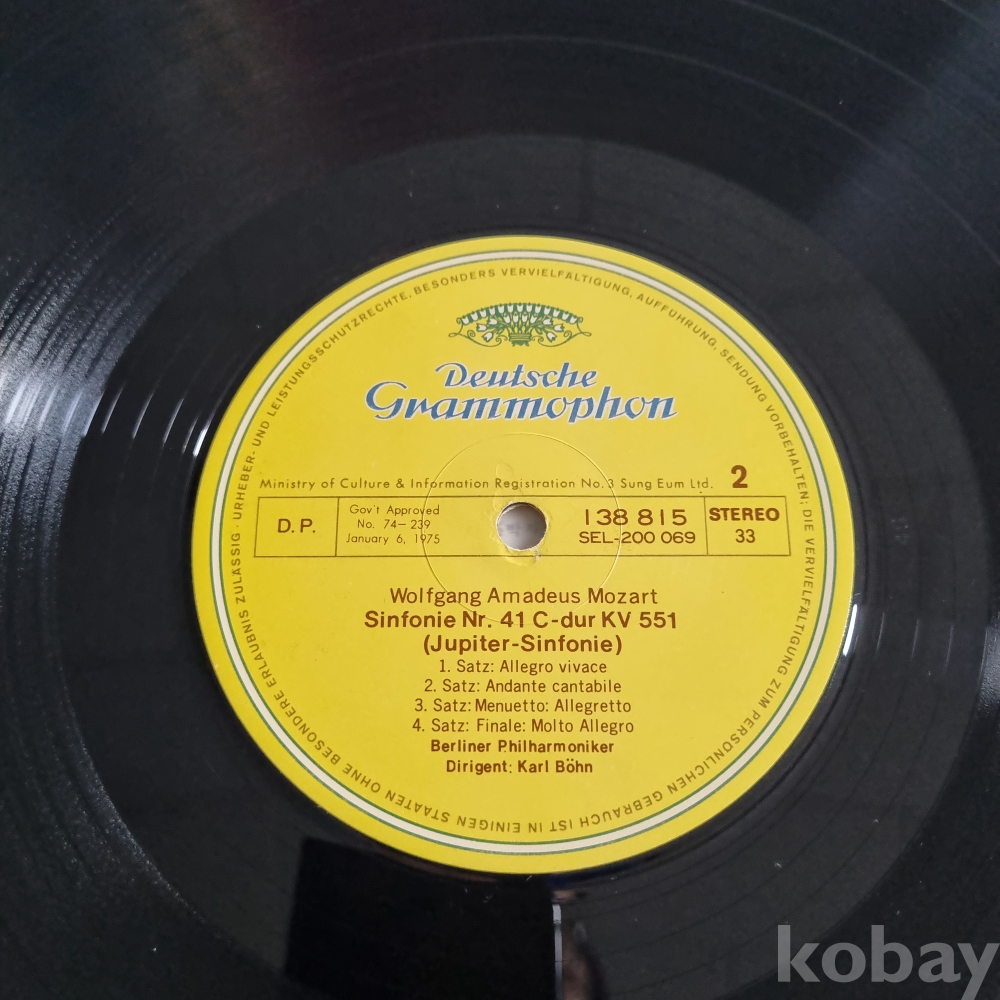 URHEBER- UND LEISTUNGSSCHUTZRECHTE, BESONDERS VERVIELFÄLTIGUNG, AUFFÜHRUNG, SENDUNG VORBEHALTEN; DIE VERVIELFÄLTIGUNG ZUM PERSÖNLICHEN GEBRAUCH IST IN EINIGEN STAATEN OHNE BESONDERE ERLAUBNIS ZULÄSSIG ·
Deutsche
Grammophon
Ministry of Culture & Information Registration No. 3 Sung Eum Ltd. 2
D.P.
Gov't Approved
No. 74-239
January 6, 1975
138 815
SEL-200 069
STEREO
33
Wolfgang Amadeus Mozart
Sinfonie Nr. 41 C-dur KV 551
(Jupiter-Sinfonie)
1. Satz: Allegro vivace
2. Satz: Andante cantabile
3. Satz: Menuetto: Allegretto
4. Satz: Finale: Molto Allegro
Berliner Philharmoniker
Dirigent: Karl Böhn
kobay